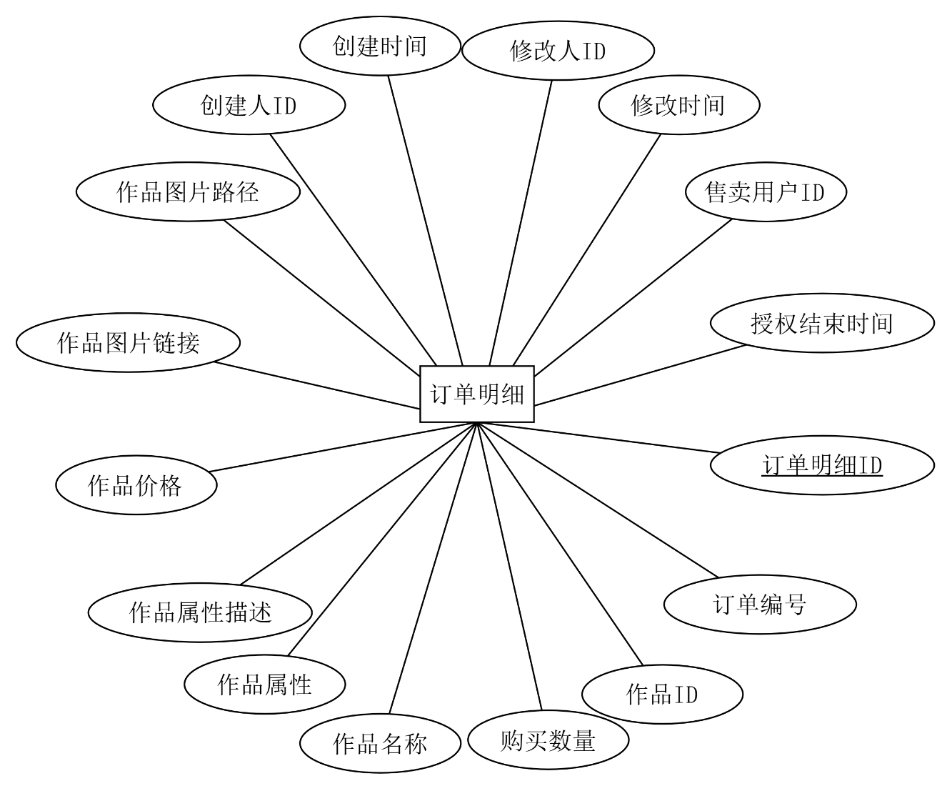 创建时间
修改人ID
创建人ID
修改时间
作品图片路径
售卖用户ID
授权结束时间
作品图片链接
订单明细
订单明细ID
作品价格
订单编号
作品属性描述
作品属性
作品ID
作品名称
购买数量